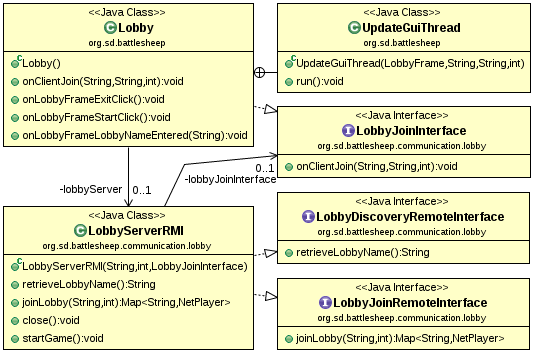 <<Java Class>>
Lobby
org.sd.battlesheep
Lobby()
onClientJoin(String,String,int):void
onLobbyFrameExitClick():void
onLobbyFrameStartClick():void
onLobbyFrameLobbyNameEntered(String):void
<<Java Class>>
UpdateGuiThread
org.sd.battlesheep
UpdateGuiThread(LobbyFrame,String,String,int)
run():void
<<Java Interface>>
LobbyJoinInterface
org.sd.battlesheep.communication.lobby
onClientJoin(String,String,int):void
-lobbyServer
0..1
-lobbyJoinInterface
0..1
<<Java Class>>
LobbyServerRMI
org.sd.battlesheep.communication.lobby
LobbyServerRMI(String,int,LobbyJoinInterface)
retrieveLobbyName():String
joinLobby(String,int):Map<String,NetPlayer>
close():void
startGame():void
<<Java Interface>>
LobbyDiscoveryRemoteInterface
org.sd.battlesheep.communication.lobby
retrieveLobbyName():String
<<Java Interface>>
LobbyJoinRemoteInterface
org.sd.battlesheep.communication.lobby
joinLobby(String,int):Map<String,NetPlayer>